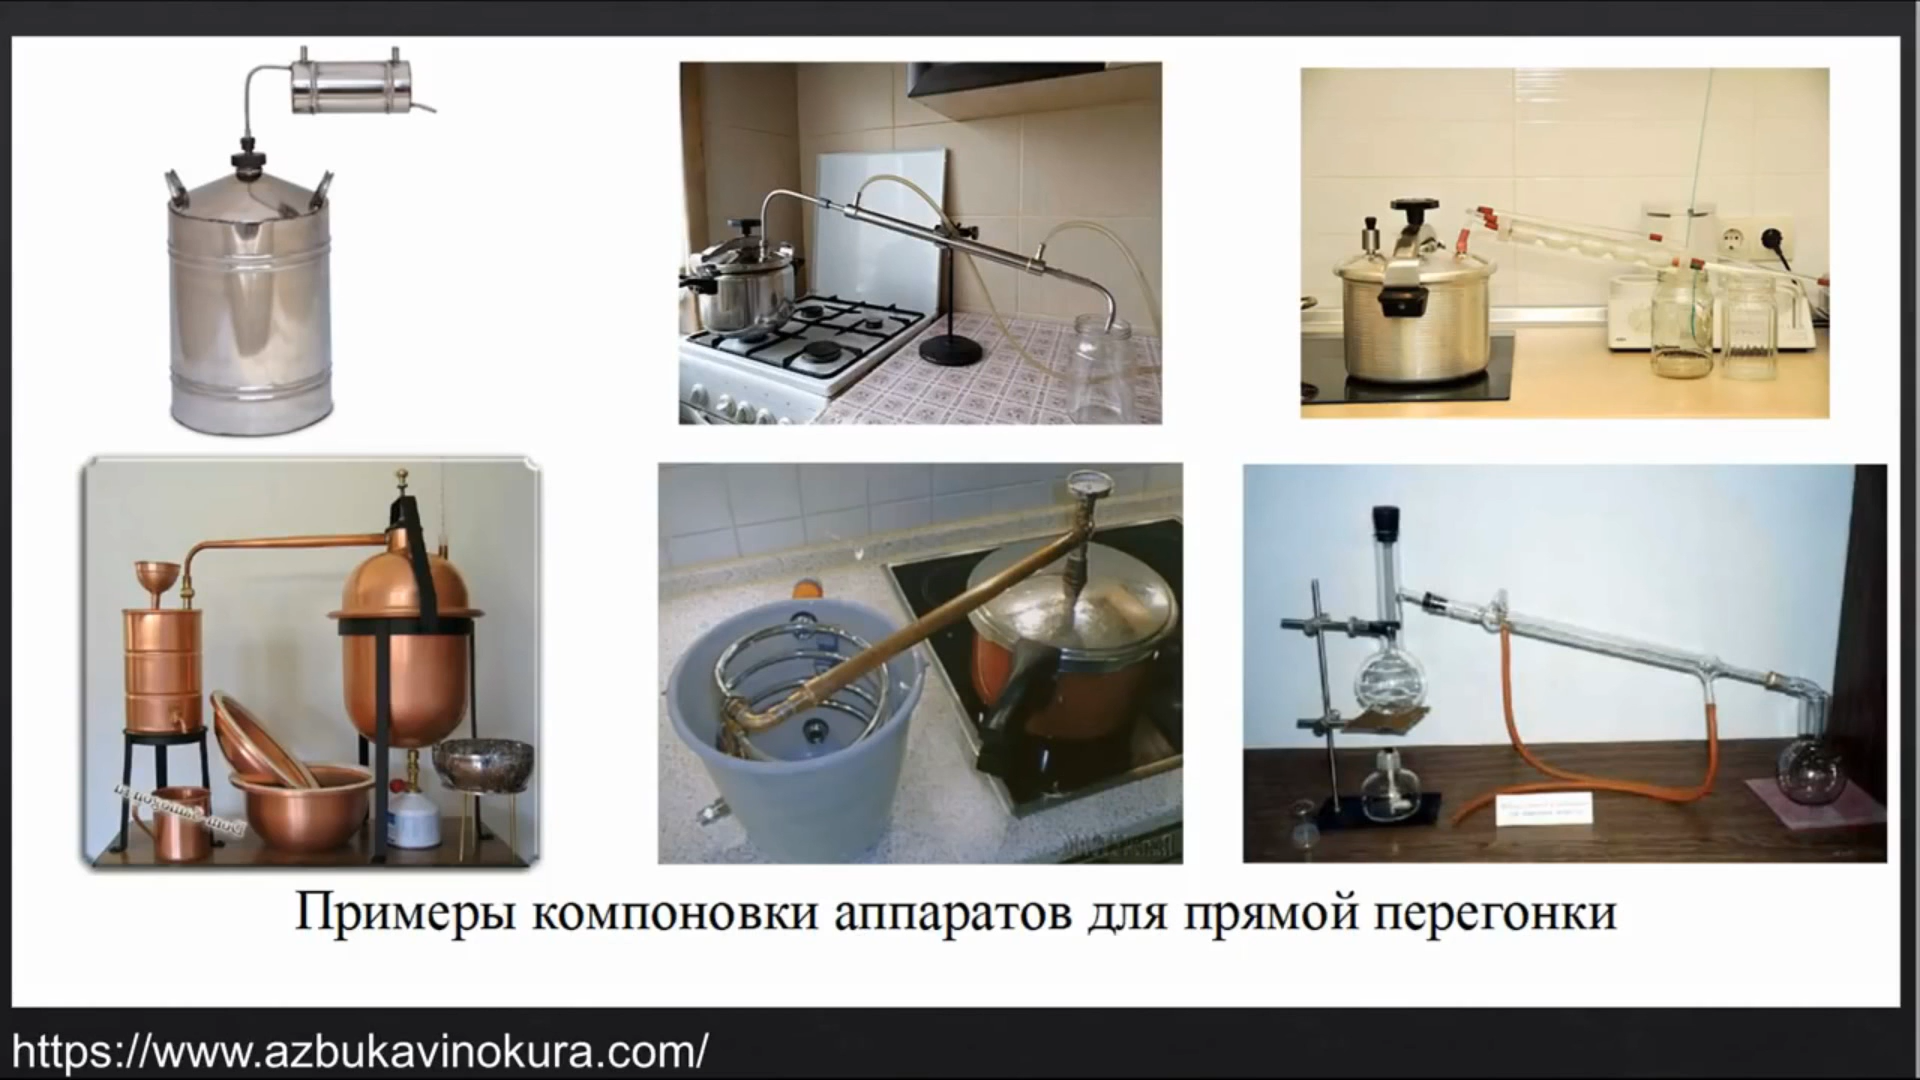 Примеры компоновки аппаратов для прямой перегонки
https://www.azbukavinokura.com/